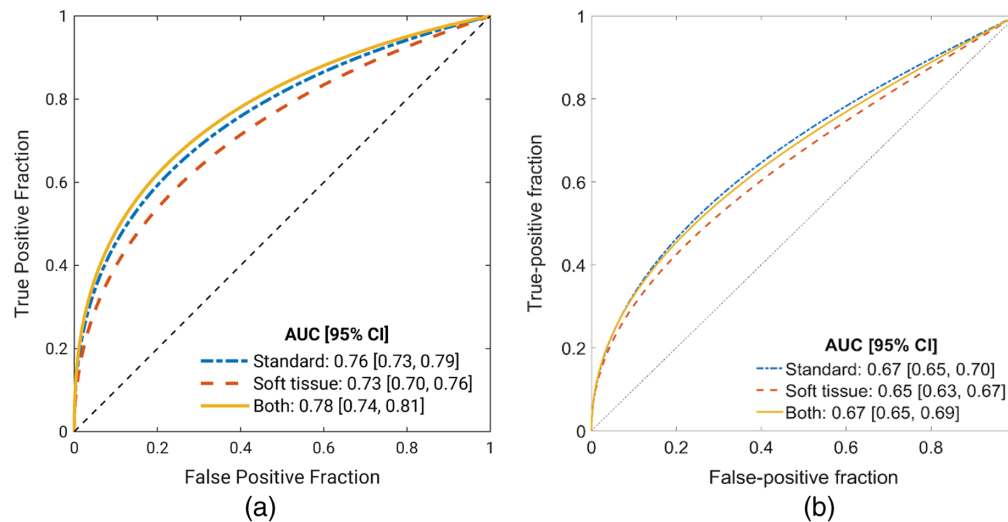 1
0.8
0.6
0.4
0.2
0
True Positive Fraction
AUC [95% CI]
Standard: 0.76 [0.73, 0.79]
Soft tissue: 0.73 [0.70, 0.76]
Both: 0.78 [0.74, 0.81]
0 0.2 0.4 0.6 0.8 1
False Positive Fraction
(a)
1
0.8
0.6
0.4
0.2
0
True-positive fraction
AUC [95% CI]
Standard: 0.67 [0.65, 0.70]
Soft tissue: 0.65 [0.63, 0.67]
Both: 0.67 [0.65, 0.69]
0 0.2 0.4 0.6 0.8
False-positive fraction
(b)